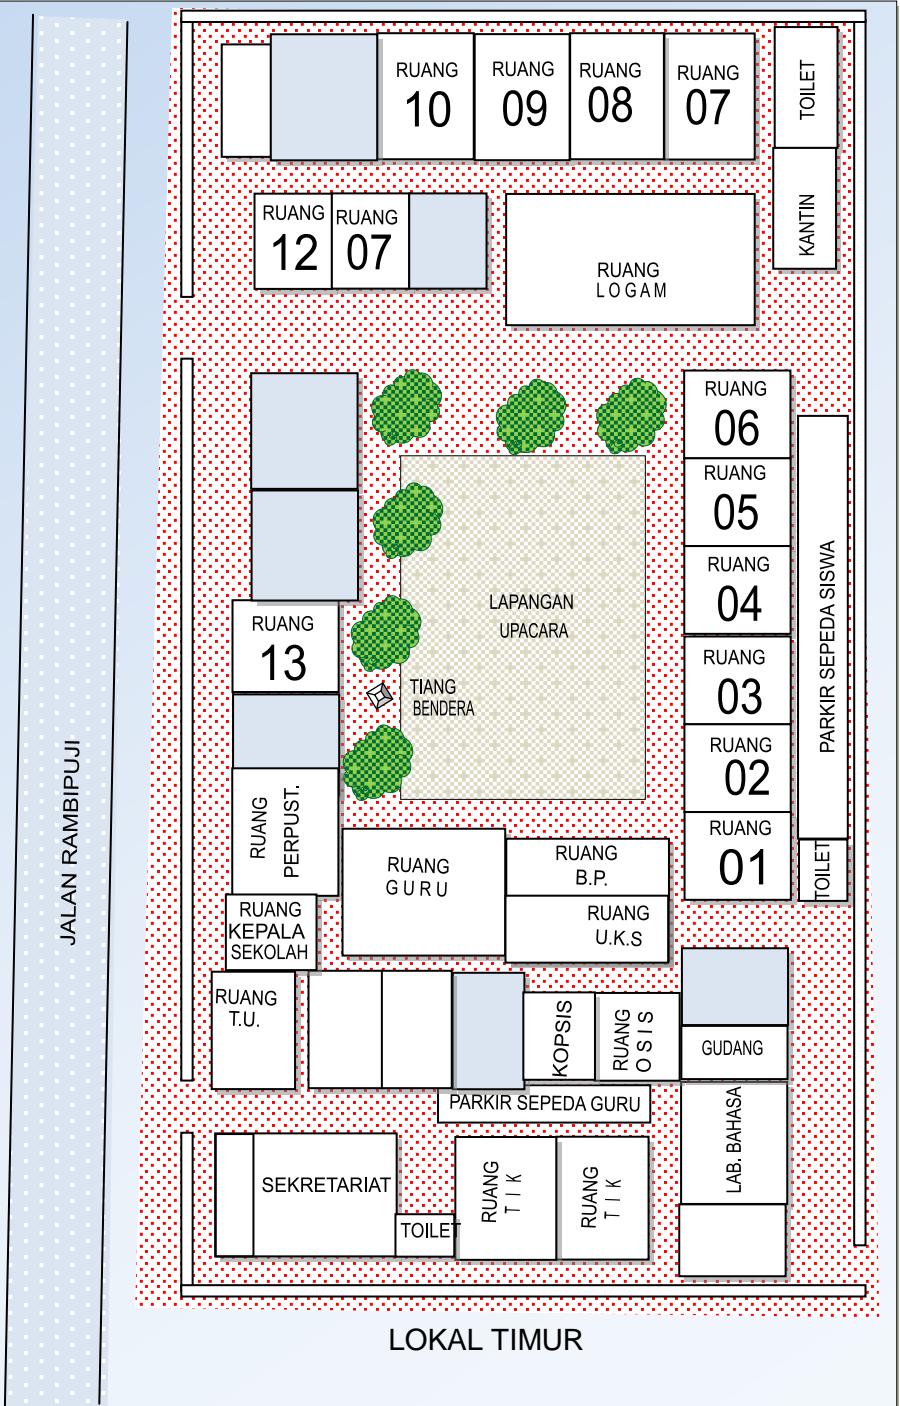 RUANG
10
RUANG
09
RUANG
08
RUANG
07
TOILET
KANTIN
RUANG
12
RUANG
07
RUANG
LOGAM
RUANG
06
RUANG
05
RUANG
04
RUANG
03
RUANG
02
RUANG
01
PARKIR SEPEDA SISWA
TOILET
LAPANGAN
UPACARA
TIANG
BENDERA
RUANG
13
JALAN RAMBIPUJI
RUANG
PERPUST.
RUANG
GURU
RUANG
B.P.
RUANG
U.K.S
RUANG
KEPALA
SEKOLAH
RUANG
T.U.
KOPSIS
RUANG
OSIS
GUDANG
PARKIR SEPEDA GURU
LAB. BAHASA
SEKRETARIAT
TOILET
RUANG
TIK
RUANG
TIK
LOKAL TIMUR